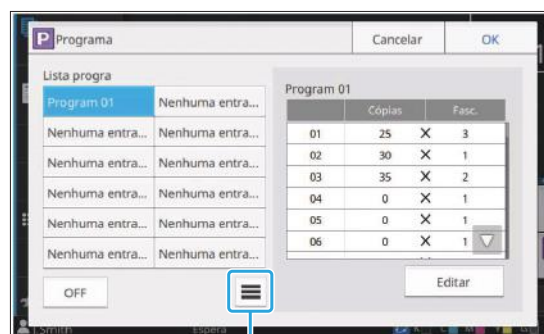 P Programa Cancelar OK
Lista progra
Program 01 Nenhuma entra...
Nenhuma entra... Nenhuma entra...
Nenhuma entra... Nenhuma entra...
Nenhuma entra... Nenhuma entra...
Nenhuma entra... Nenhuma entra...
Nenhuma entra... Nenhuma entra...
OFF
Program 01
Cópias Fasc.
01 25 X 3
02 30 X 1
03 35 X 2
04 0 X 1
05 0 X 1
06 0 X 1
Editar
J.Smith Espera K C M Y